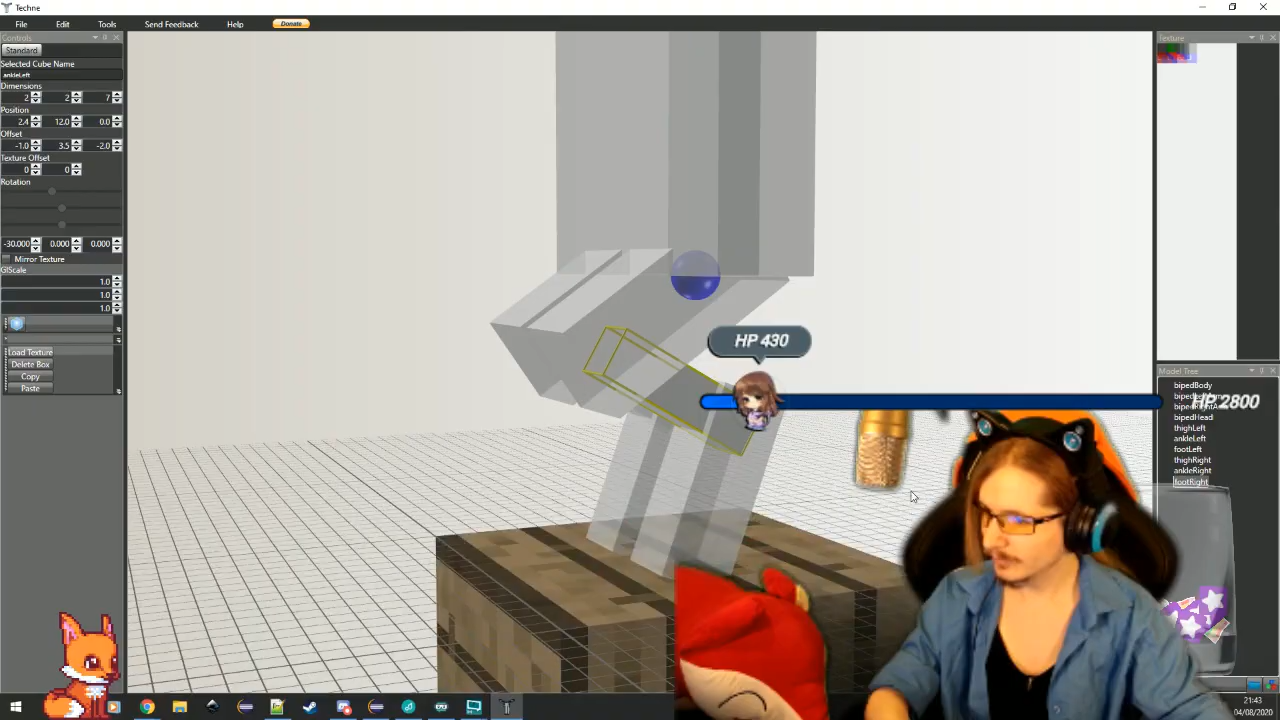 Techne
File Edit Tools Send Feedback Help Donate
Controls
Standard
Selected Cube Name
ankleLeft
Dimensions
2 2 7
Position
2.4 12.0 0.0
Offset
-1.0 3.5 -2.0
Texture Offset
0 0
Rotation
-30.000 0.000 0.000
Mirror Texture
GlScale
1.0
1.0
1.0
Load Texture
Delete Box
Copy
Paste
HP 430
HP 2800
Texture
Model Tree
bipedBody
bipedRightA
bipedHead
thighLeft
ankleLeft
footLeft
thighRight
ankleRight
footRight
21:43
04/08/2020